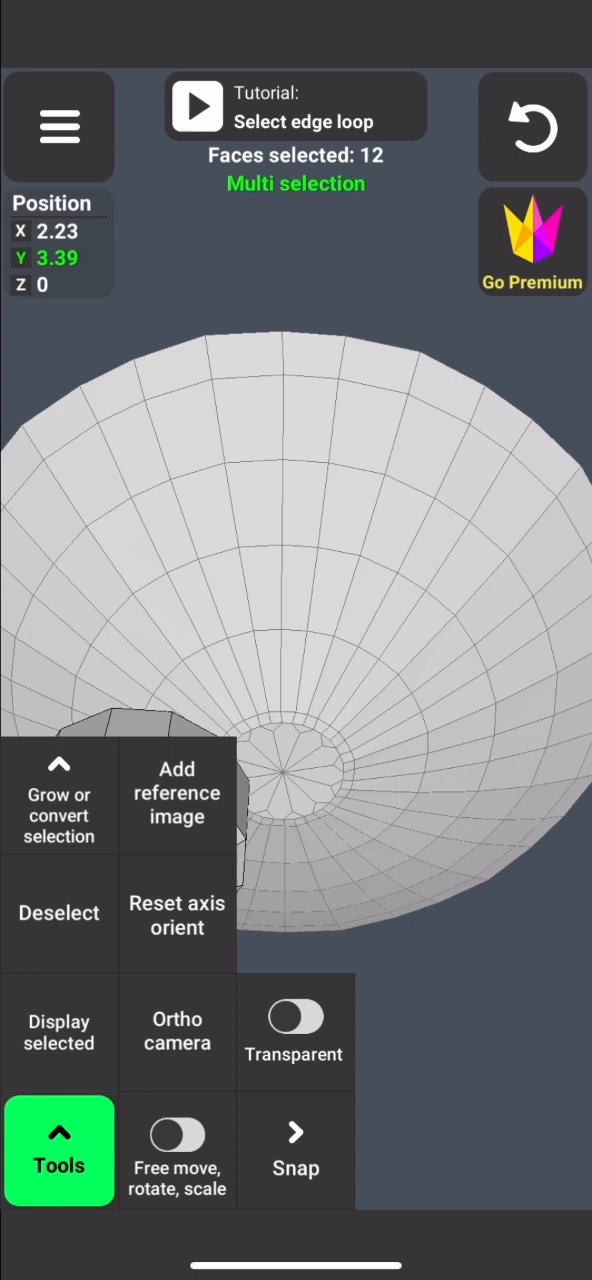 Tutorial:
Select edge loop
Faces selected: 12
Multi selection
Position
X 2.23
Y 3.39
Z 0
Go Premium
Grow or
convert
selection
Add
reference
image
Deselect
Reset axis
orient
Display
selected
Ortho
camera
Transparent
Tools
Free move,
rotate, scale
Snap